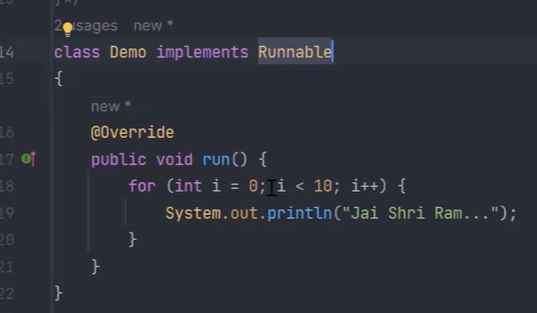 2 usages new *
14 class Demo implements Runnable
15 {
new *
16 @Override
17 public void run() {
18 for (int i = 0; i < 10; i++) {
19 System.out.println("Jai Shri Ram...");
20 }
21 }
22 }